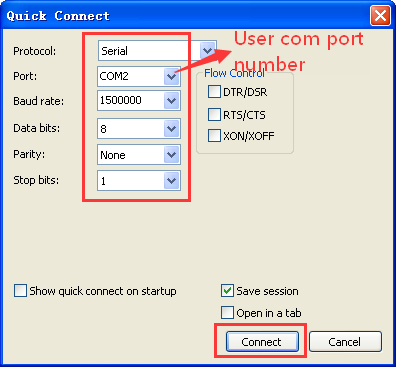 Quick Connect
Protocol: Serial
User com port
number
Port: COM2
Flow Control
Baud rate: 1500000
DTR/DSR
Data bits: 8
RTS/CTS
XON/XOFF
Parity: None
Stop bits: 1
Show quick connect on startup
Save session
Open in a tab
Connect
Cancel